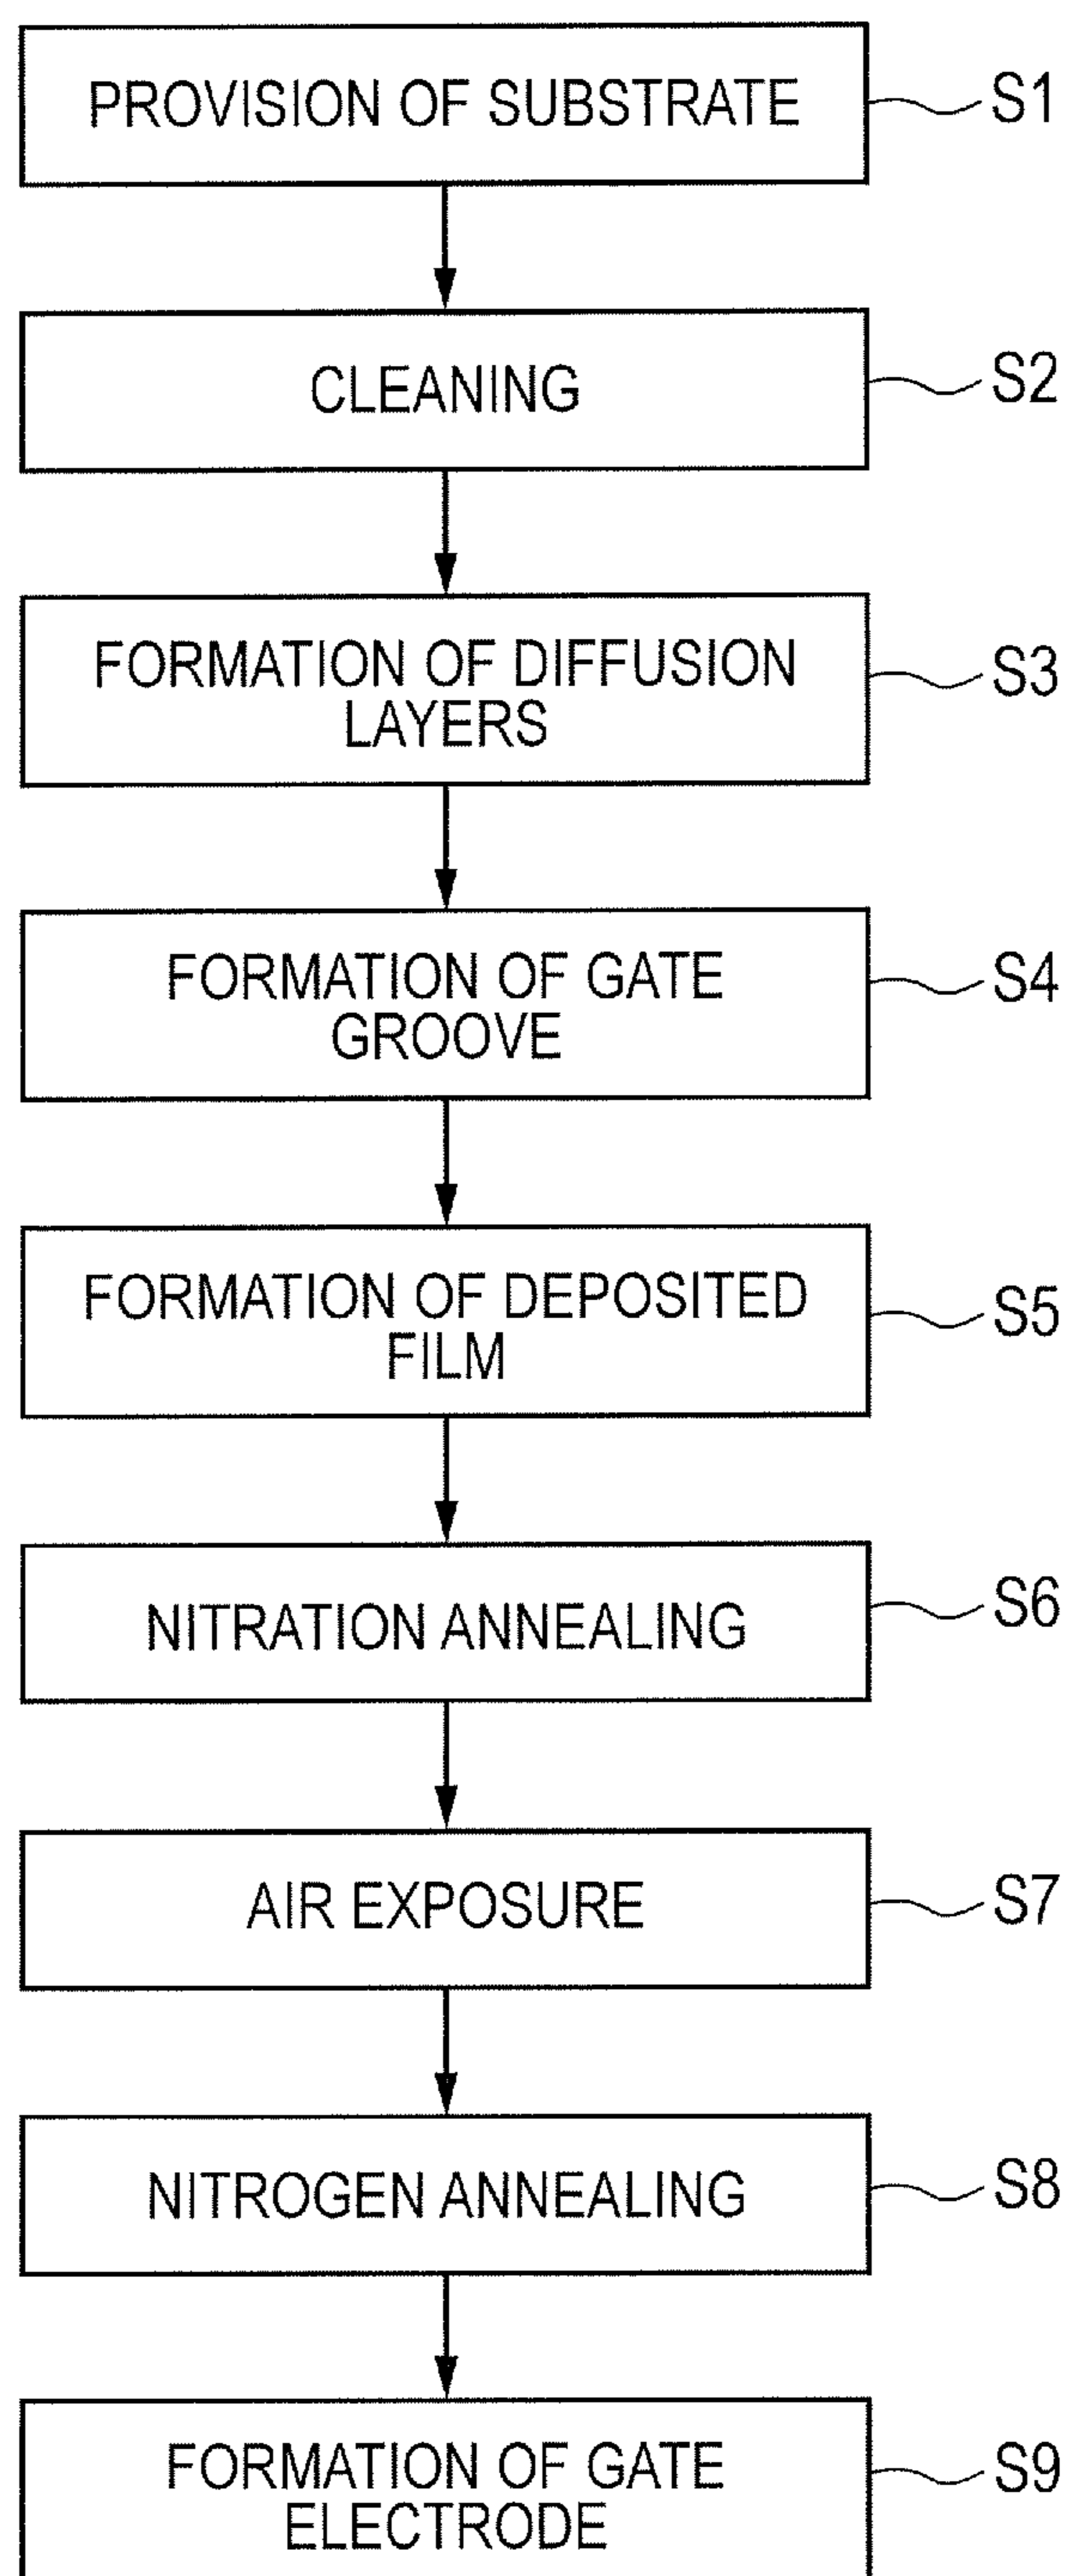 PROVISION OF SUBSTRATE
S1
CLEANING
S2
FORMATION OF DIFFUSION
LAYERS
S3
FORMATION OF GATE
GROOVE
S4
FORMATION OF DEPOSITED
FILM
S5
NITRATION ANNEALING
S6
AIR EXPOSURE
S7
NITROGEN ANNEALING
S8
FORMATION OF GATE
ELECTRODE
S9